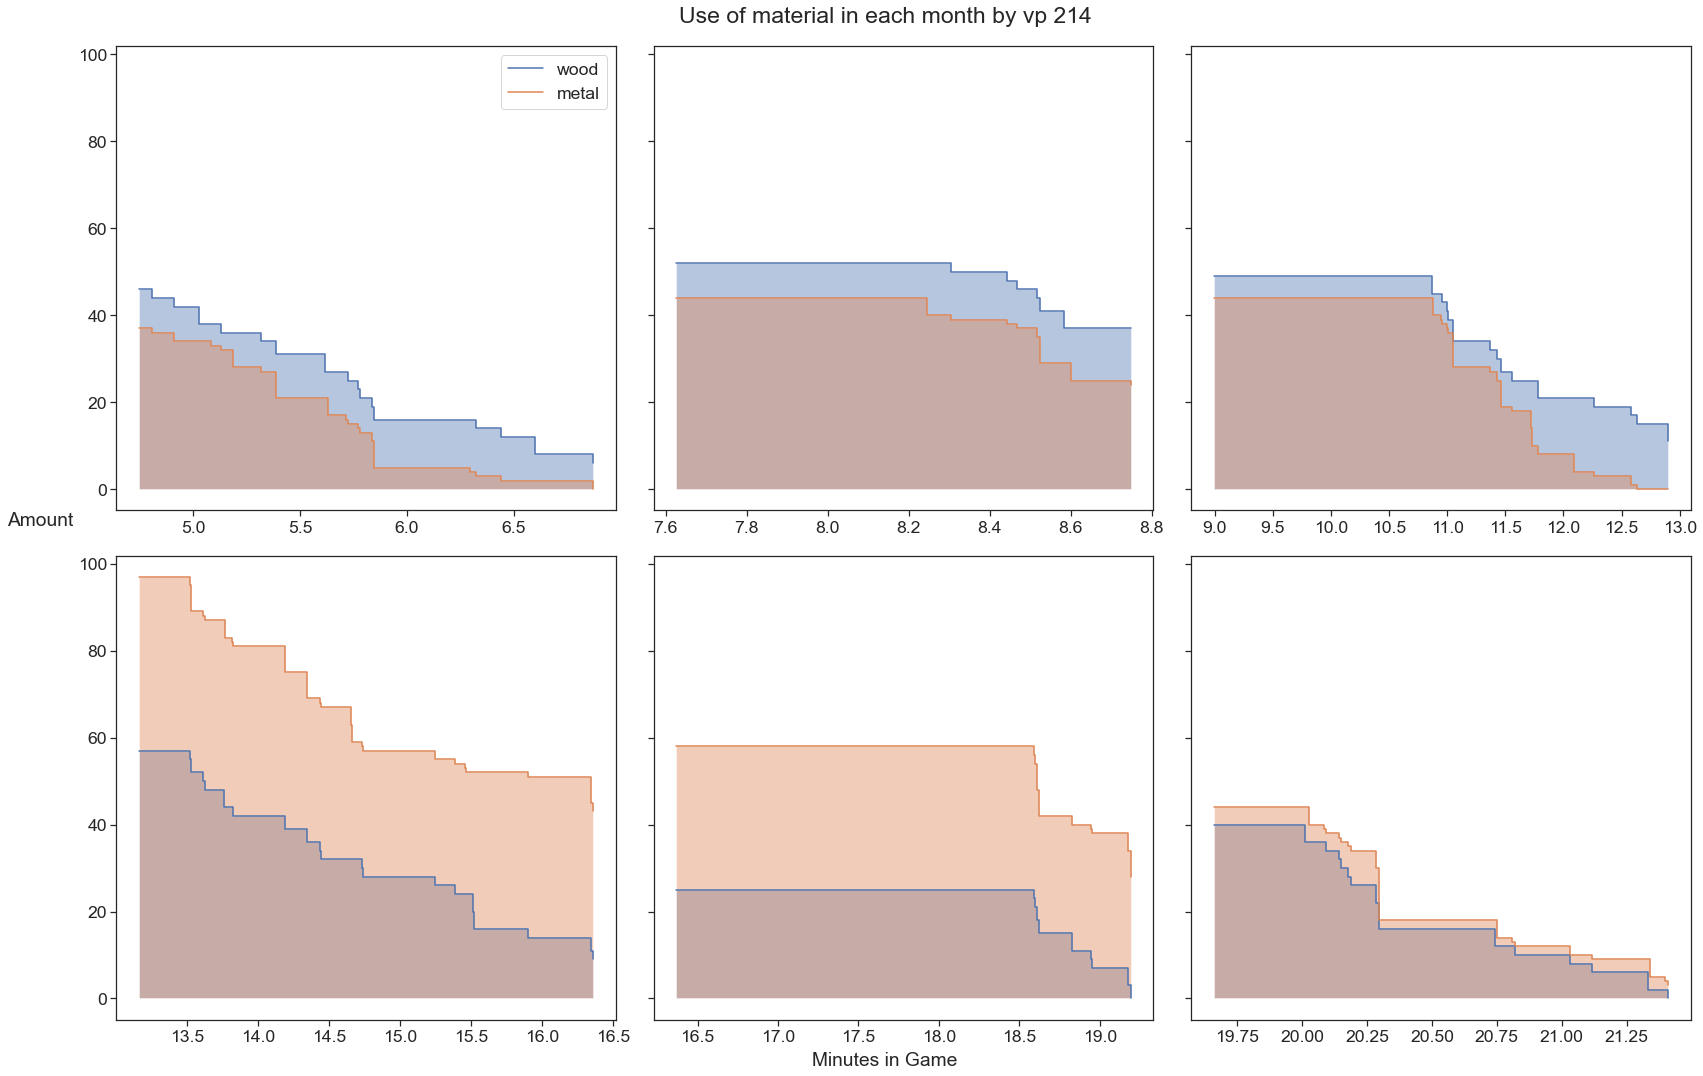 Use of material in each month by vp 214
wood
metal
100
80
60
40
20
0
5.0 5.5 6.0 6.5
7.6 7.8 8.0 8.2 8.4 8.6 8.8
9.0 9.5 10.0 10.5 11.0 11.5 12.0 12.5 13.0
Amount
100
80
60
40
20
0
13.5 14.0 14.5 15.0 15.5 16.0 16.5
16.5 17.0 17.5 18.0 18.5 19.0
19.75 20.00 20.25 20.50 20.75 21.00 21.25
Minutes in Game